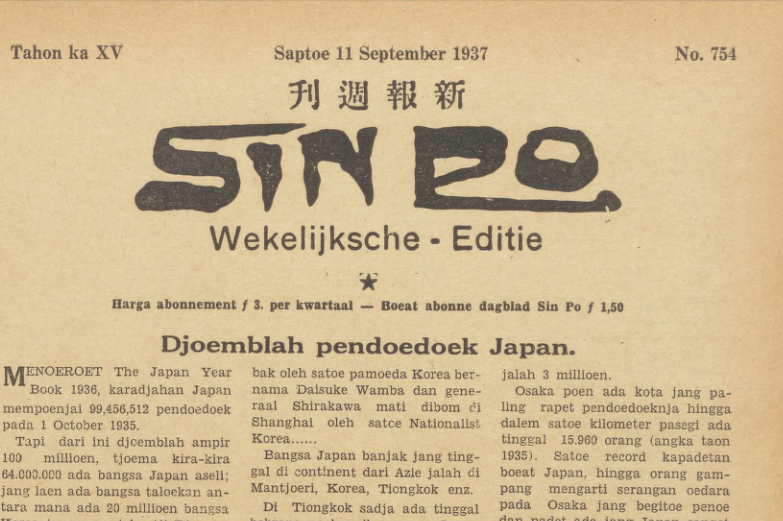 Tahon ka XV
Saptoe 11 September 1937
No. 754
刊週報新
SIN PO
Wekelijksche - Editie
Harga abonnement ƒ 3. per kwartaal — Boeat abonne dagblad Sin Po ƒ 1,50
Djoemblah pendoedoek Japan.
MENOEROET The Japan Year
Book 1936, karadjahan Japan
mempoenjai 99,456,512 pendoedoek
pada 1 October 1935.
Tapi dari ini djoemblah ampir
100 millioen, tjoema kira-kira
64.000.000 ada bangsa Japan aseli;
jang laen ada bangsa taloekan an-
tara mana ada 20 millioen bangsa
bak oleh satoe pamoeda Korea ber-
nama Daisuke Wamba dan gene-
raal Shirakawa mati dibom di
Shanghai oleh satce Nationalist
Korea......
Bangsa Japan banjak jang ting-
gal di continent dari Azie jalah di
Mantjoeri, Korea, Tiongkok enz.
Di Tiongkok sadja ada tinggal
jalah 3 millioen.
Osaka poen ada kota jang pa-
ling rapet pendoedoeknja hingga
dalem satoe kilometer pasegi ada
tinggal 15.960 orang (angka taon
1935). Satoe record kapadetan
boeat Japan, hingga orang gam-
pang mengarti serangan oedara
pada Osaka jang begitoe penoe